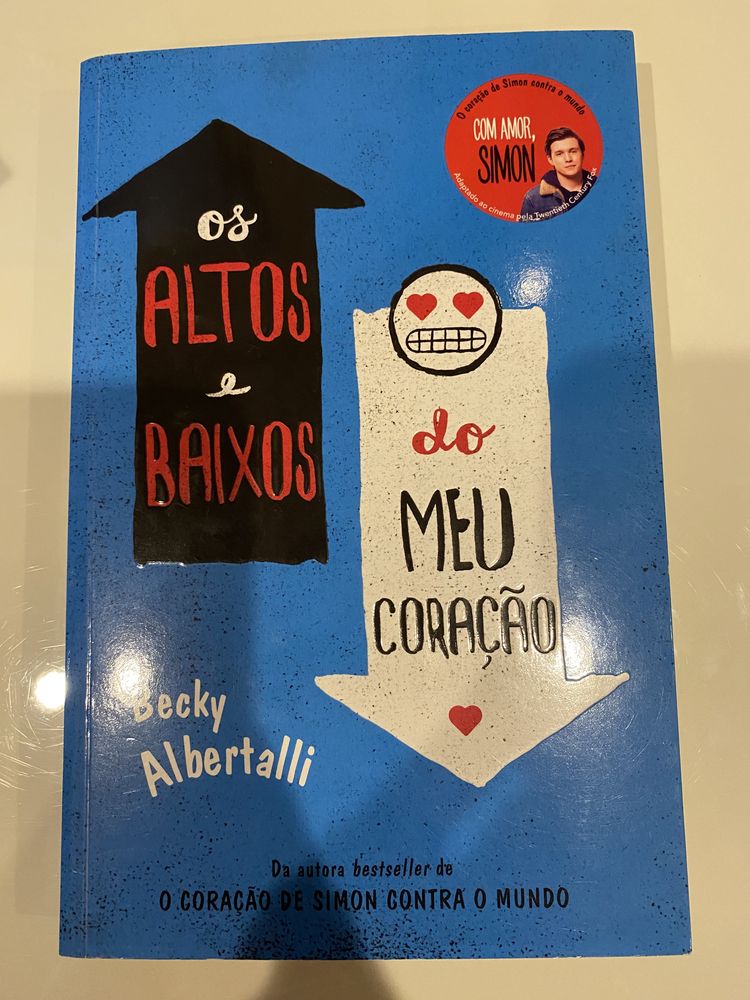 O coração de Simon contra o mundo
COM AMOR,
SIMON
Adaptado ao cinema pela Twentieth Century Fox
os
ALTOS
e
BAIXOS
do
MEU
CORAÇÃO
Becky
Albertalli
Da autora bestseller de
O CORAÇÃO DE SIMON CONTRA O MUNDO